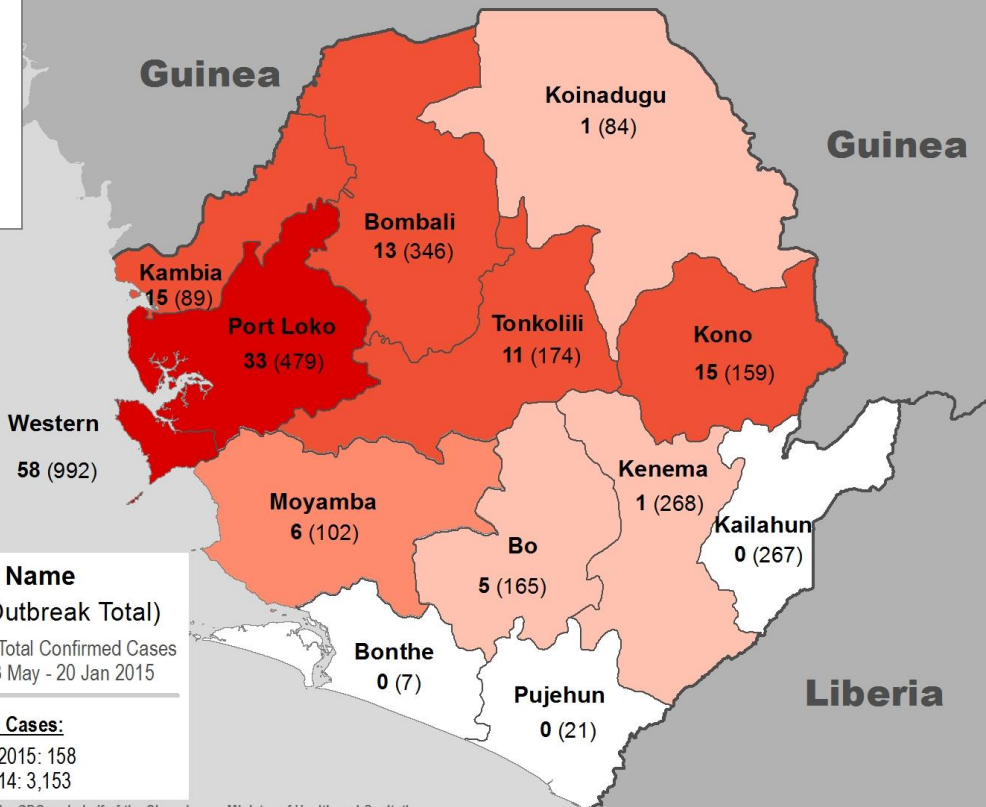 Guinea
Koinadugu
1 (84)
Guinea
Bombali
13 (346)
Kambia
15 (89)
Port Loko
33 (479)
Tonkolili
11 (174)
Kono
15 (159)
Western
58 (992)
Kenema
1 (268)
Moyamba
6 (102)
Kailahun
0 (267)
Bo
5 (165)
Name
Outbreak Total)
Total Confirmed Cases
May - 20 Jan 2015
Bonthe
0 (7)
Pujehun
0 (21)
Liberia
Cases:
2015: 158
14: 3,153